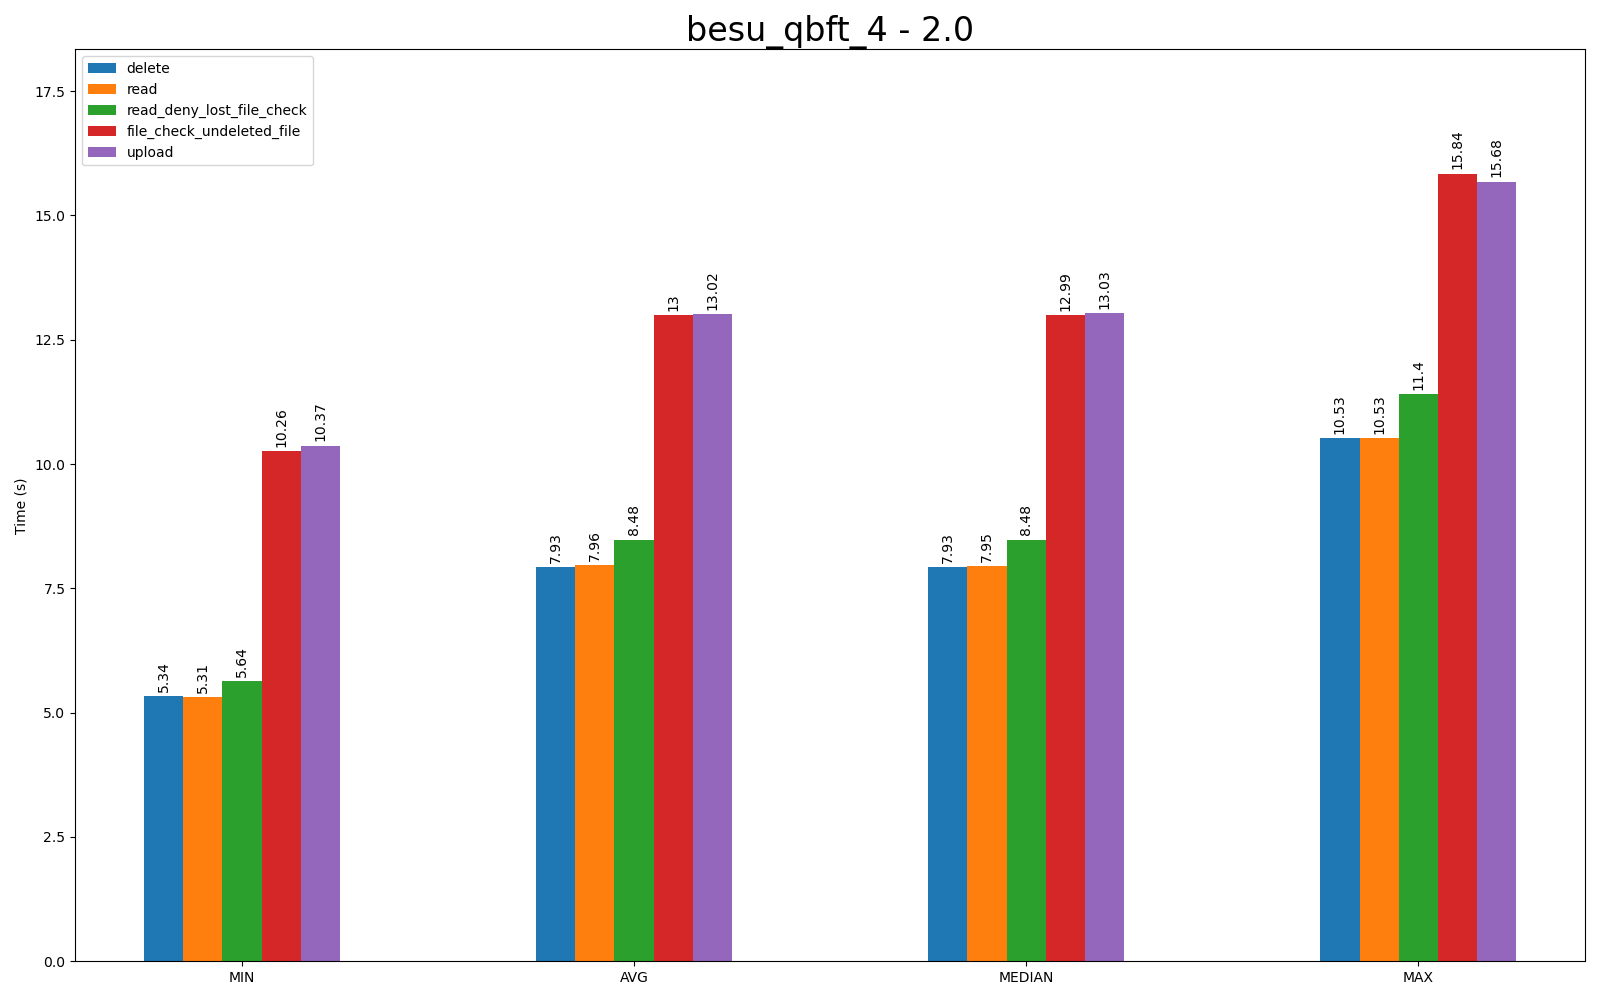 besu_qbft_4 - 2.0
delete
read
read_deny_lost_file_check
file_check_undeleted_file
upload
Time (s)
17.5
15.0
12.5
10.0
7.5
5.0
2.5
0.0
5.34
5.31
5.64
10.26
10.37
7.93
7.96
8.48
13
13.02
7.93
7.95
8.48
12.99
13.03
10.53
10.53
11.4
15.84
15.68
MIN
AVG
MEDIAN
MAX